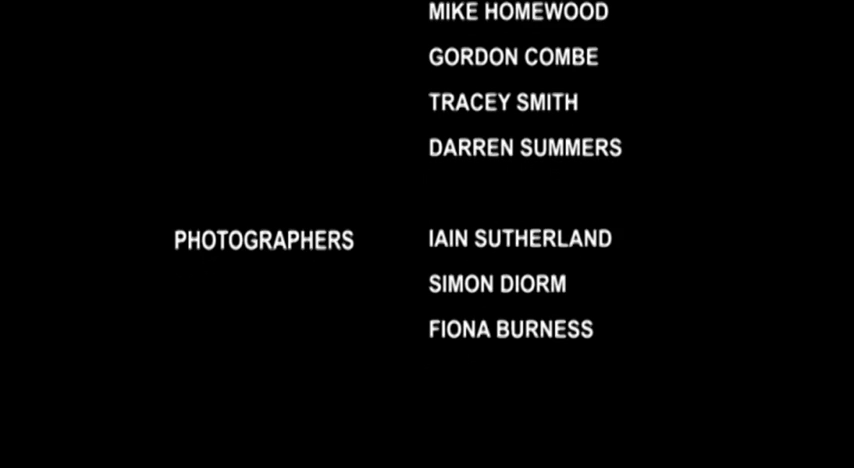 MIKE HOMEWOOD
GORDON COMBE
TRACEY SMITH
DARREN SUMMERS
PHOTOGRAPHERS IAIN SUTHERLAND
SIMON DIORM
FIONA BURNESS